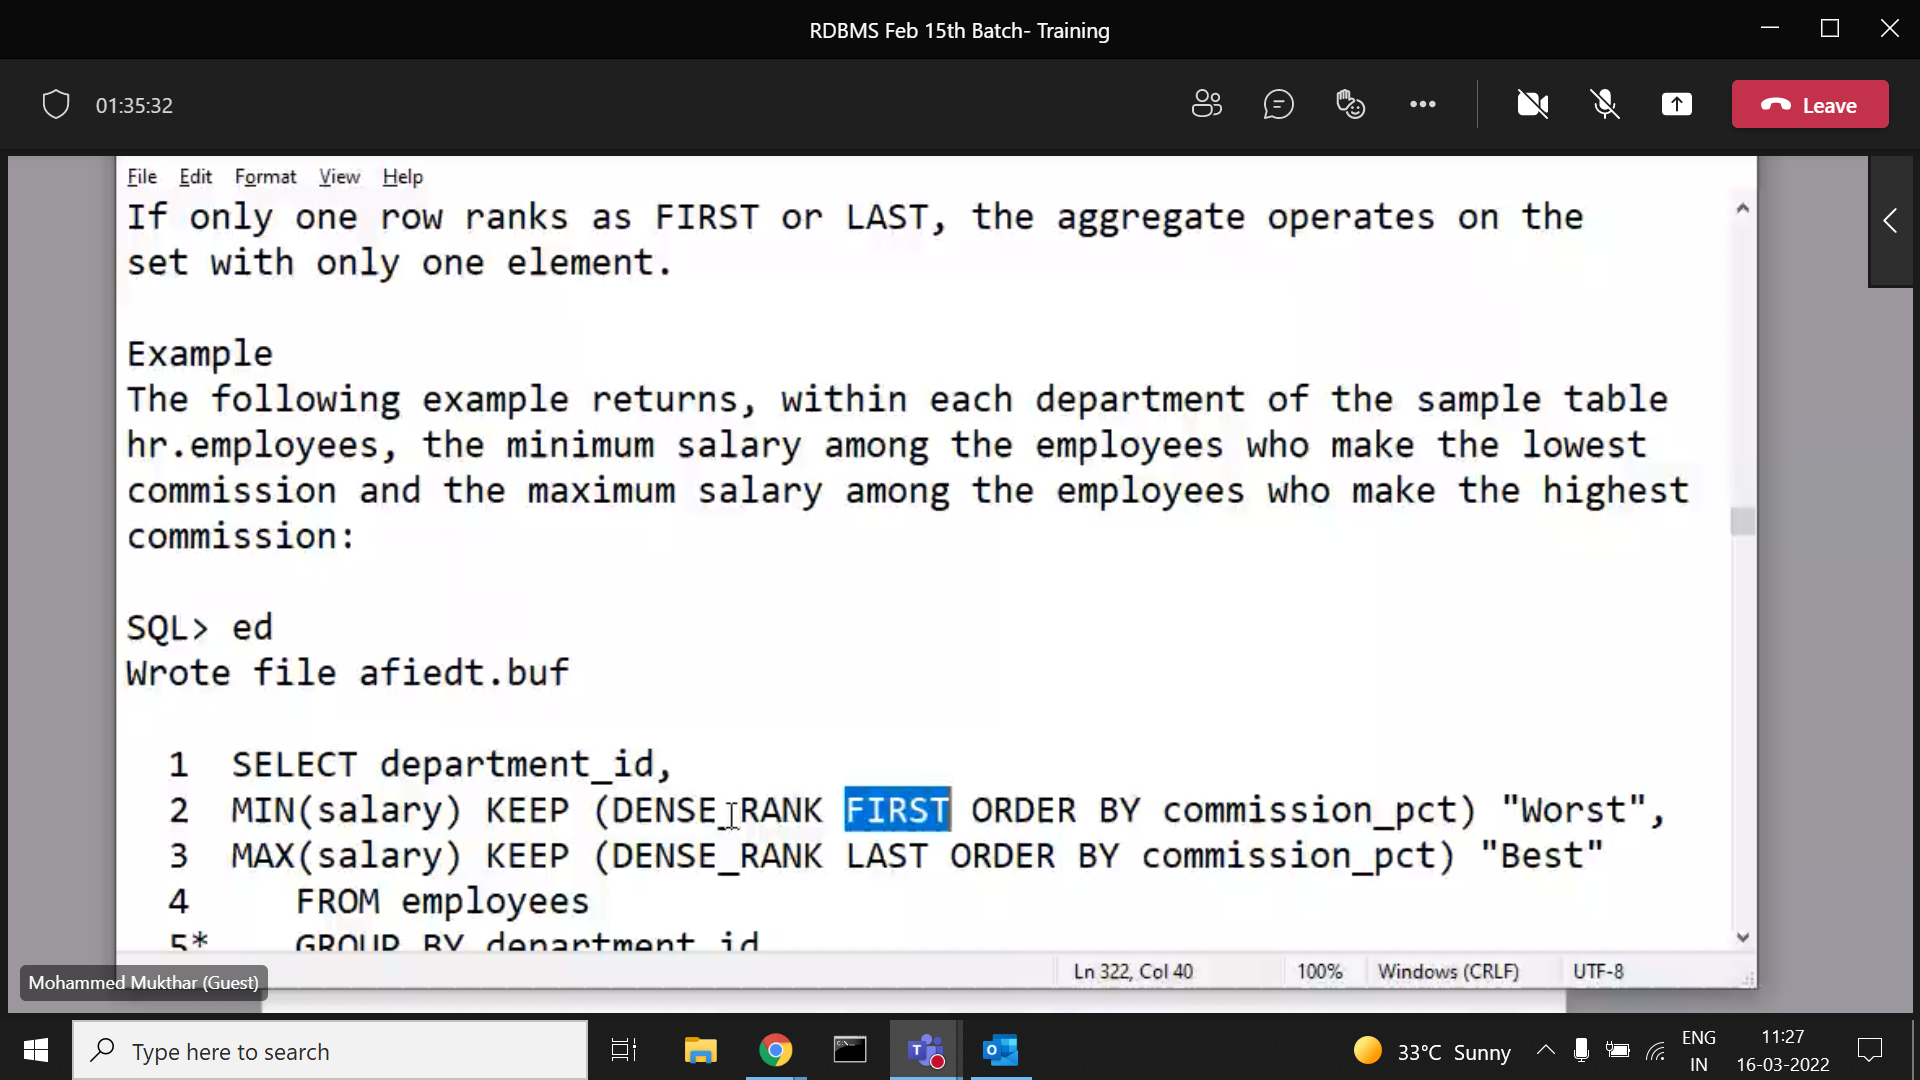 RDBMS Feb 15th Batch- Training
01:35:32
Leave
File Edit Format View Help
If only one row ranks as FIRST or LAST, the aggregate operates on the
set with only one element.
Example
The following example returns, within each department of the sample table
hr.employees, the minimum salary among the employees who make the lowest
commission and the maximum salary among the employees who make the highest
commission:
SQL> ed
Wrote file afiedt.buf
1 SELECT department_id,
2 MIN(salary) KEEP (DENSE_RANK FIRST ORDER BY commission_pct) "Worst",
3 MAX(salary) KEEP (DENSE_RANK LAST ORDER BY commission_pct) "Best"
4 FROM employees
5* GROUP BY department_id
Ln 322, Col 40 100% Windows (CRLF) UTF-8
Mohammed Mukthar (Guest)
Type here to search
33°C Sunny
ENG
IN
11:27
16-03-2022